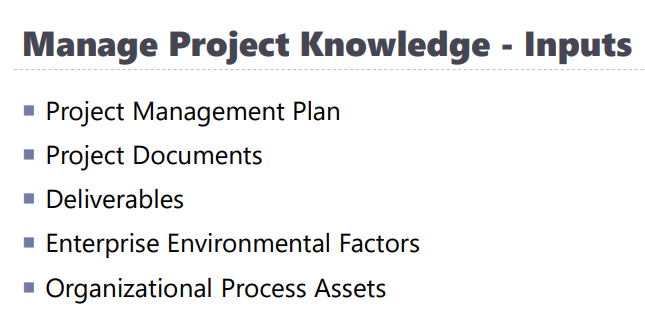 Manage Project Knowledge - Inputs
Project Management Plan
Project Documents
Deliverables
Enterprise Environmental Factors
Organizational Process Assets